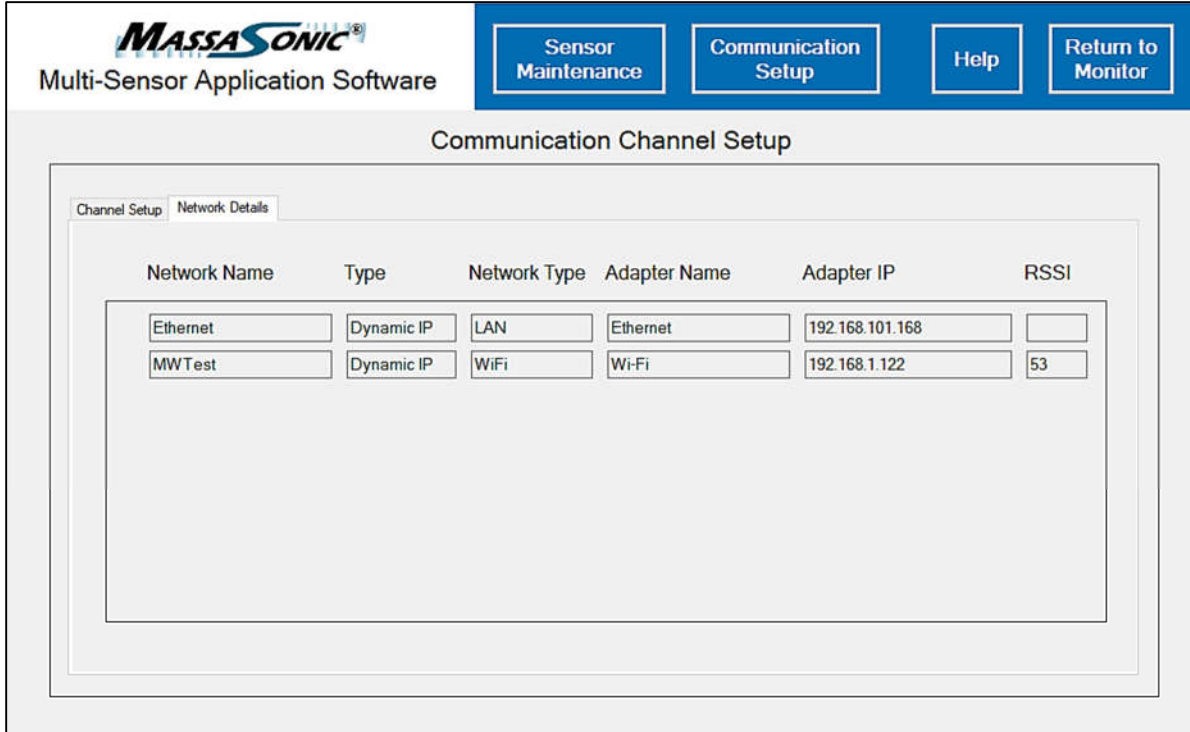 MASSASONIC®
Multi-Sensor Application Software
Sensor
Maintenance
Communication
Setup
Help
Return to
Monitor
Communication Channel Setup
Channel Setup Network Details
Network Name Type Network Type Adapter Name Adapter IP RSSI
Ethernet Dynamic IP LAN Ethernet 192.168.101.168
MWTest Dynamic IP WiFi Wi-Fi 192.168.1.122 53